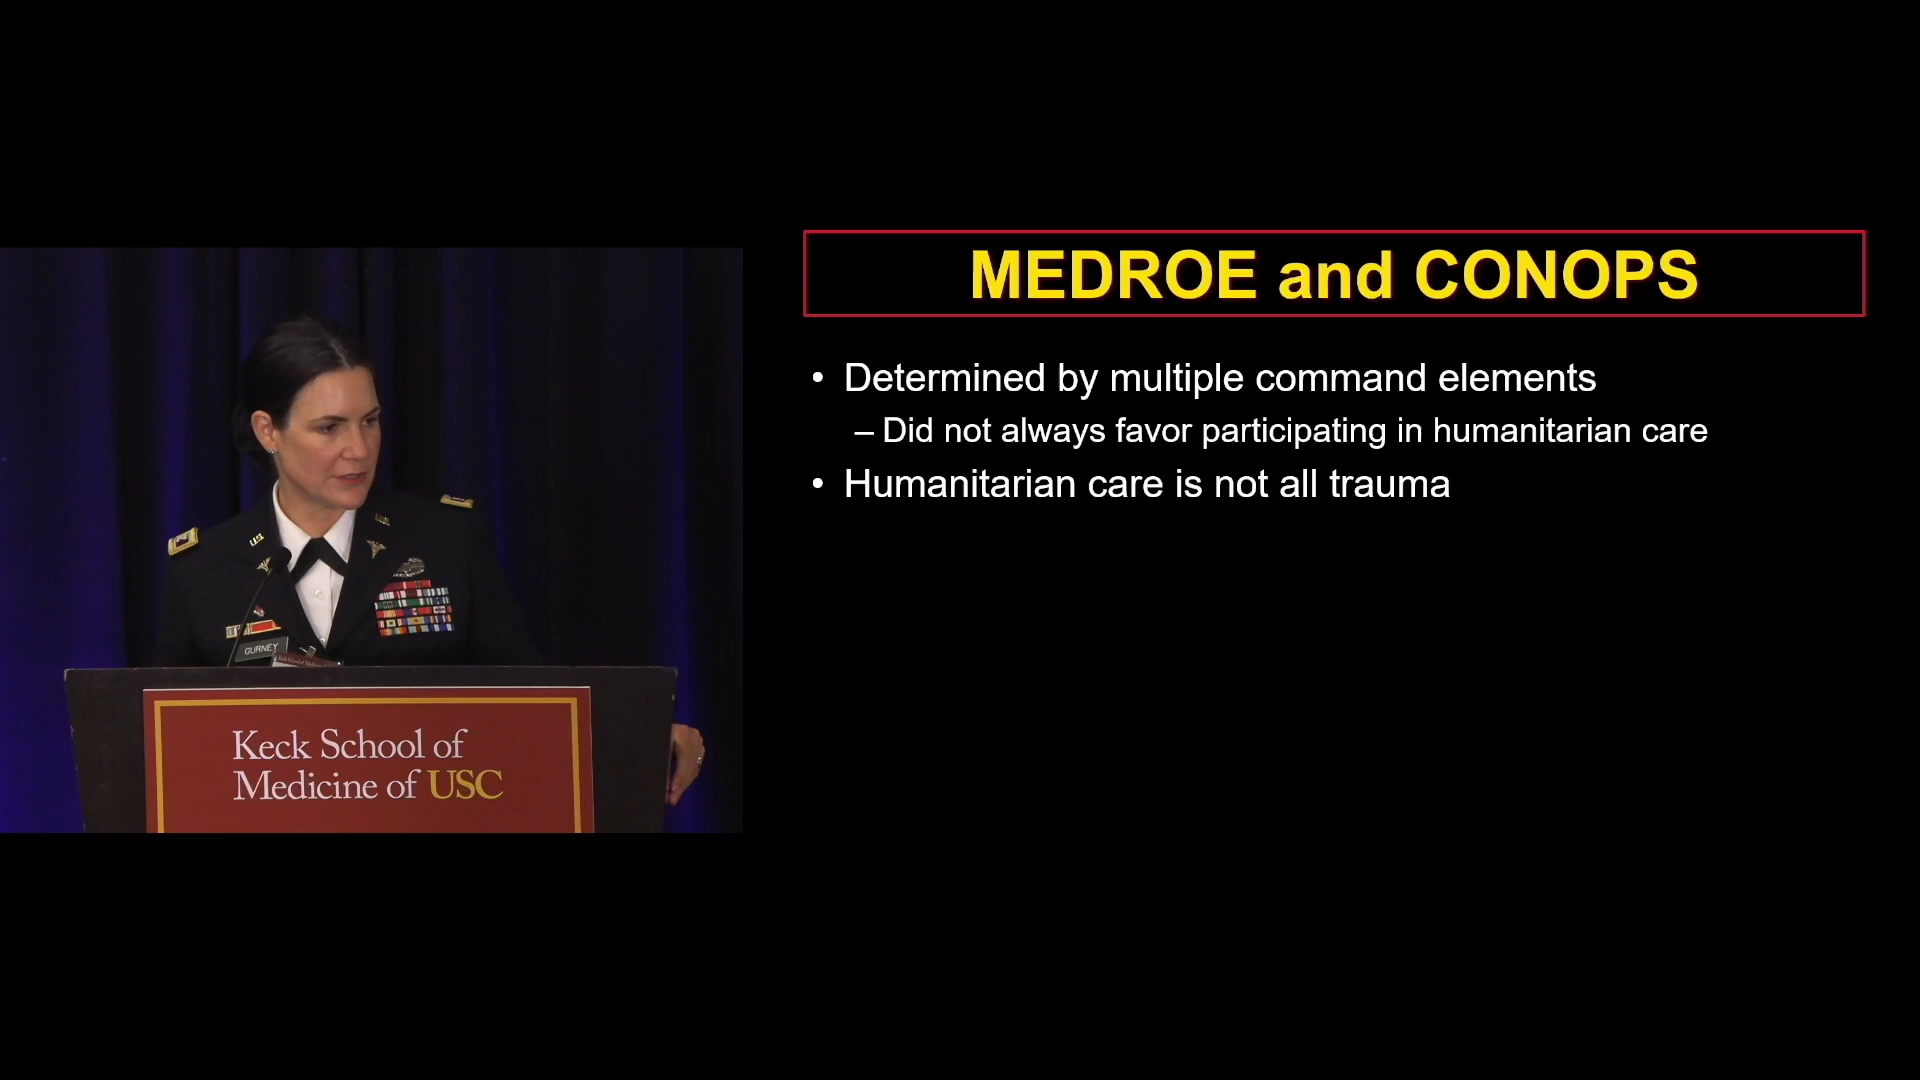 MEDROE and CONOPS
• Determined by multiple command elements
– Did not always favor participating in humanitarian care
• Humanitarian care is not all trauma
GURNEY
Keck School of
Medicine of USC